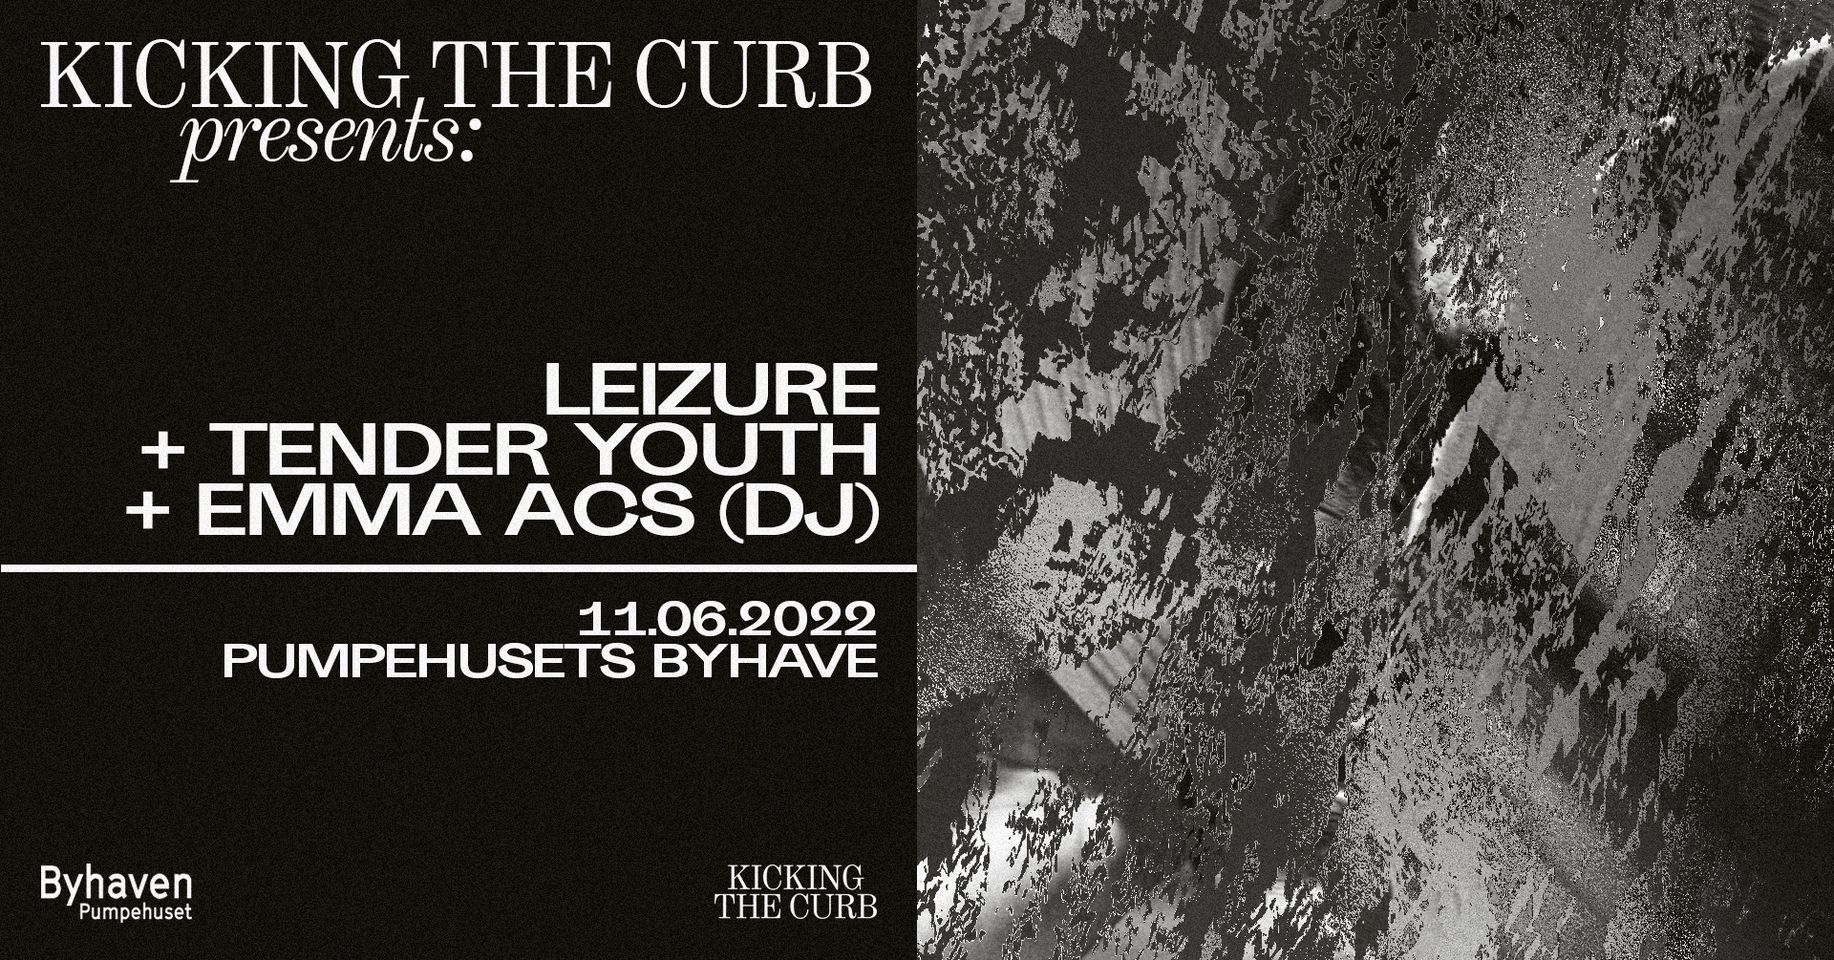 KICKING THE CURB
presents:
LEIZURE
+ TENDER YOUTH
+ EMMA ACS (DJ)
11.06.2022
PUMPEHUSETS BYHAVE
Byhaven
Pumpehuset
KICKING
THE CURB